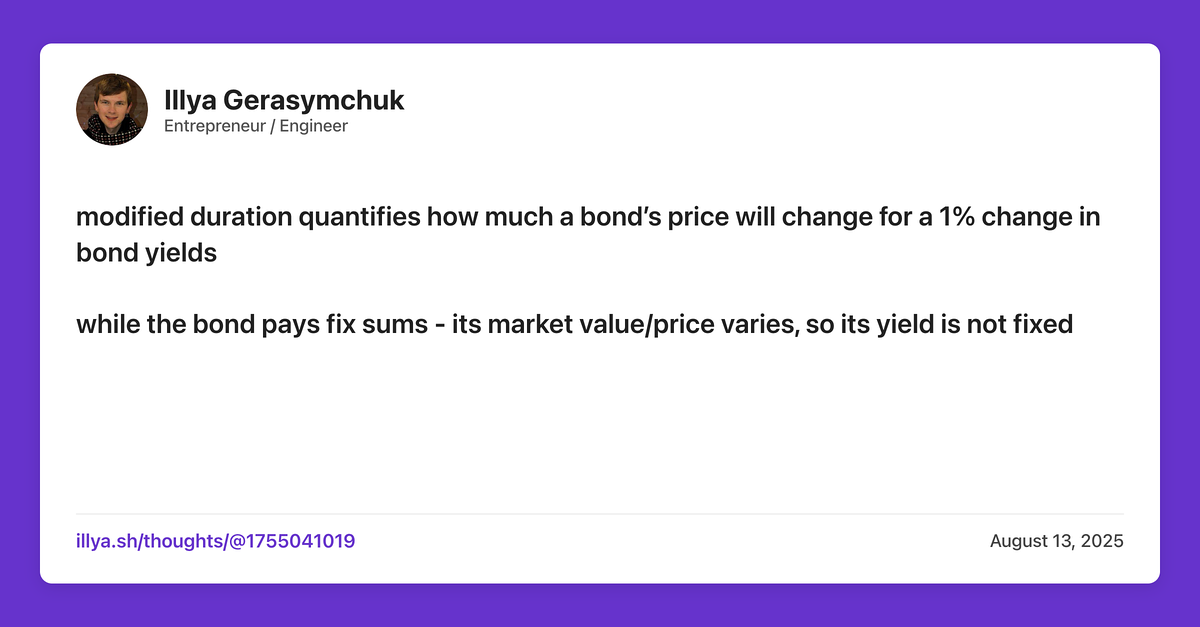 Illya Gerasymchuk
Entrepreneur / Engineer
modified duration quantifies how much a bond’s price will change for a 1% change in
bond yields
while the bond pays fix sums - its market value/price varies, so its yield is not fixed
illya.sh/thoughts/@1755041019
August 13, 2025